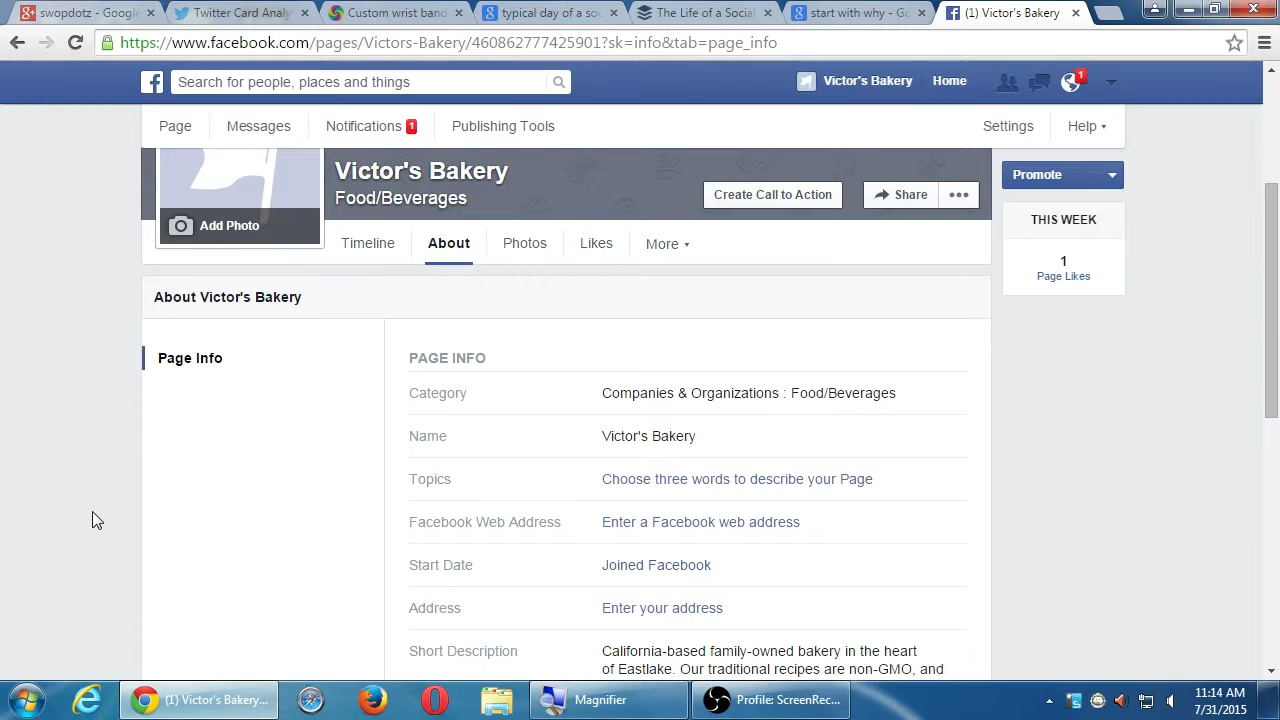 swopdotz - Google
Twitter Card Analy
Custom wrist band
typical day of a soc
The Life of a Social
start with why - Go
(1) Victor's Bakery
https://www.facebook.com/pages/Victors-Bakery/460862777425901?sk=info&tab=page_info
Search for people, places and things
Victor's Bakery
Home
1
Page
Messages
Notifications 1
Publishing Tools
Settings
Help
Victor's Bakery
Food/Beverages
Create Call to Action
Share
Promote
Add Photo
Timeline
About
Photos
Likes
More
THIS WEEK
1
Page Likes
About Victor's Bakery
Page Info
PAGE INFO
Category
Companies & Organizations : Food/Beverages
Name
Victor's Bakery
Topics
Choose three words to describe your Page
Facebook Web Address
Enter a Facebook web address
Start Date
Joined Facebook
Address
Enter your address
Short Description
California-based family-owned bakery in the heart
of Eastlake. Our traditional recipes are non-GMO, and
(1) Victor's Bakery...
Magnifier
Profile: ScreenRec...
11:14 AM
7/31/2015